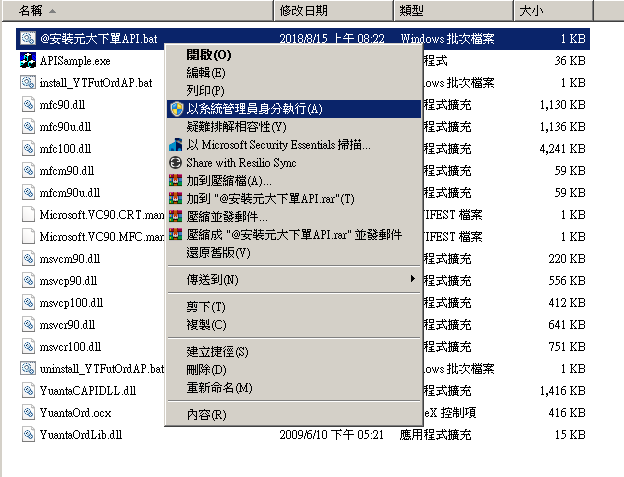 名稱 修改日期 類型 大小
@安裝元大下單API.bat 2018/8/15 上午 08:22 Windows 批次檔案 1 KB
APISample.exe 開啟(O) 程式 36 KB
install_YTFutOrdAP.bat 編輯(E) ows 批次檔案 1 KB
mfc90.dll 列印(P) 程式擴充 1,130 KB
mfc90u.dll 以系統管理員身分執行(A) 程式擴充 1,136 KB
疑難排解相容性(Y)
mfc100.dll 以 Microsoft Security Essentials 掃描... 程式擴充 4,241 KB
mfcm90.dll Share with Resilio Sync 程式擴充 59 KB
加到壓縮檔(A)...
mfcm90u.dll 加到 "@安裝元大下單API.rar"(T) 程式擴充 59 KB
Microsoft.VC90.CRT.man 壓縮並發郵件... IFEST 檔案 2 KB
Microsoft.VC90.MFC.man 壓縮成 "@安裝元大下單API.rar" 並發郵件 IFEST 檔案 1 KB
msvcm90.dll 還原舊版(V) 程式擴充 220 KB
msvcp90.dll 傳送到(N) 程式擴充 556 KB
msvcp100.dll 剪下(T) 程式擴充 412 KB
msvcr90.dll 複製(C) 程式擴充 641 KB
msvcr100.dll 建立捷徑(S) 程式擴充 751 KB
uninstall_YTFutOrdAP.bat 刪除(D) ows 批次檔案 1 KB
YuantaCAPIDLL.dll 重新命名(M) 程式擴充 1,416 KB
YuantaOrd.ocx 內容(R) eX 控制項 416 KB
YuantaOrdLib.dll 2009/6/10 下午 05:21 應用程式擴充 15 KB